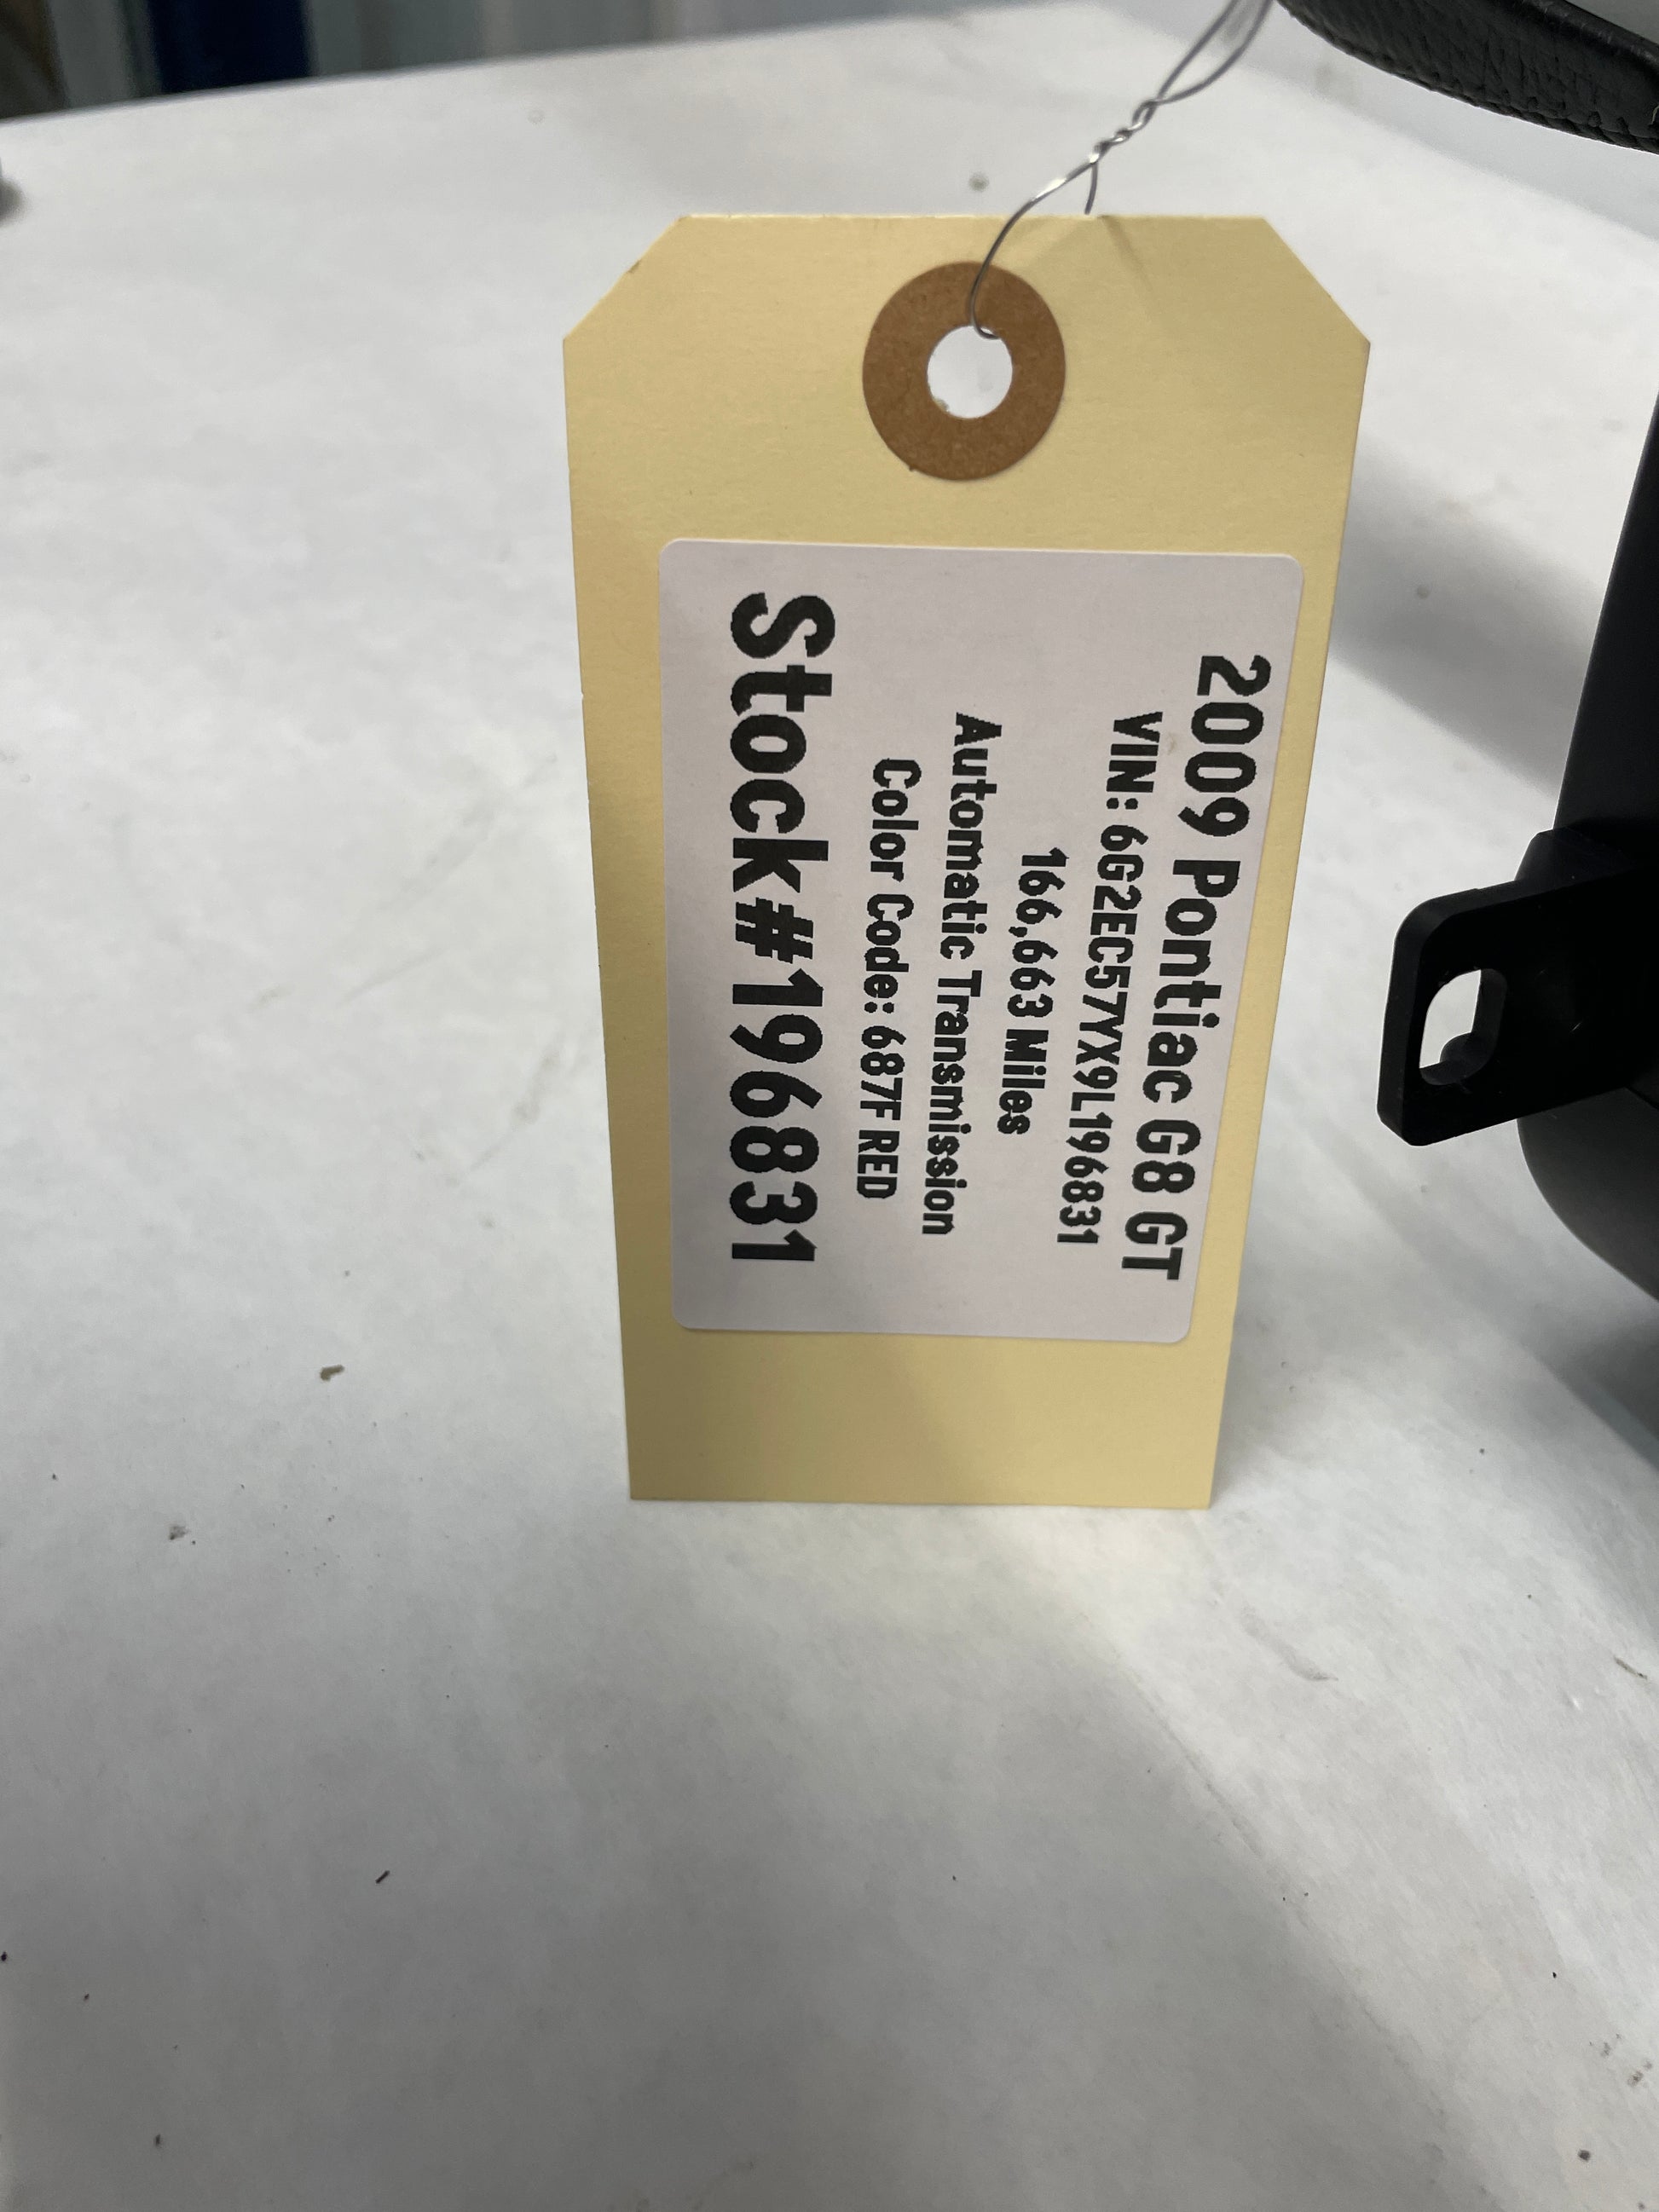 2009 Pontiac G8 GT
VIN: 6G2EC57YX9L196831
166,663 Miles
Automatic Transmission
Color Code: 687F RED
Stock#196831